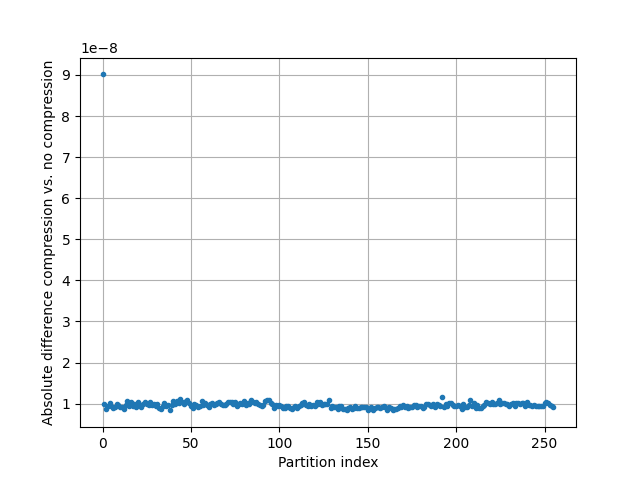 1e−8
9
8
7
6
5
4
3
2
1
Absolute difference compression vs. no compression
0 50 100 150 200 250
Partition index